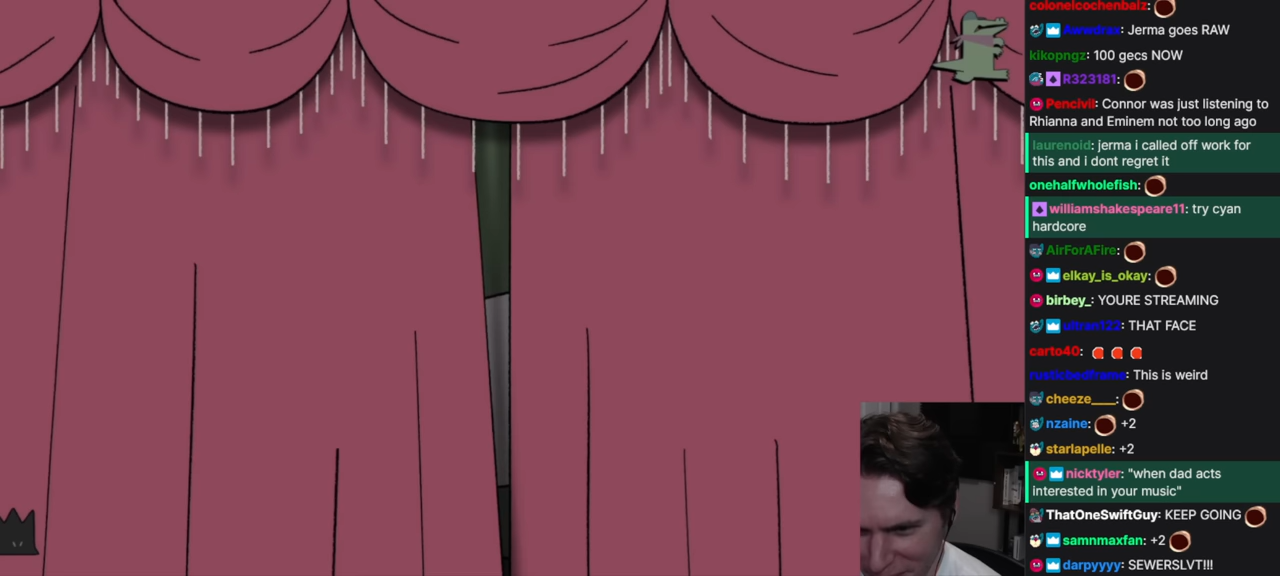 colonelcochenbalz:
Awwdrax: Jerma goes RAW
kikopngz: 100 gecs NOW
R323181:
Pencivil: Connor was just listening to
Rhianna and Eminem not too long ago
laurenoid: jerma i called off work for
this and i dont regret it
onehalfwholefish:
williamshakespeare11: try cyan
hardcore
AirForAFire:
elkay_is_okay:
birbey_: YOURE STREAMING
ultran122: THAT FACE
carto40:
rusticbedframe: This is weird
cheeze____:
nzaine: +2
starlapelle: +2
nicktyler: "when dad acts
interested in your music"
ThatOneSwiftGuy: KEEP GOING
samnmaxfan: +2
darpyyyy: SEWERSLVT!!!